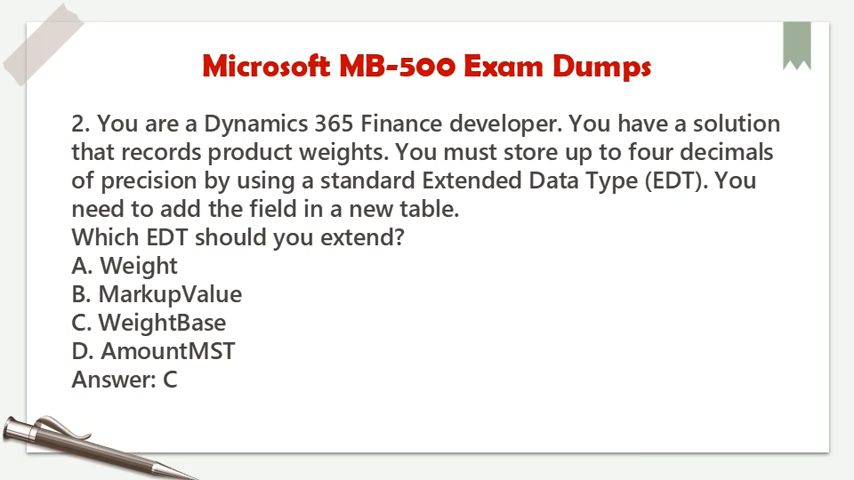 Microsoft MB-500 Exam Dumps
2. You are a Dynamics 365 Finance developer. You have a solution
that records product weights. You must store up to four decimals
of precision by using a standard Extended Data Type (EDT). You
need to add the field in a new table.
Which EDT should you extend?
A. Weight
B. MarkupValue
C. WeightBase
D. AmountMST
Answer: C